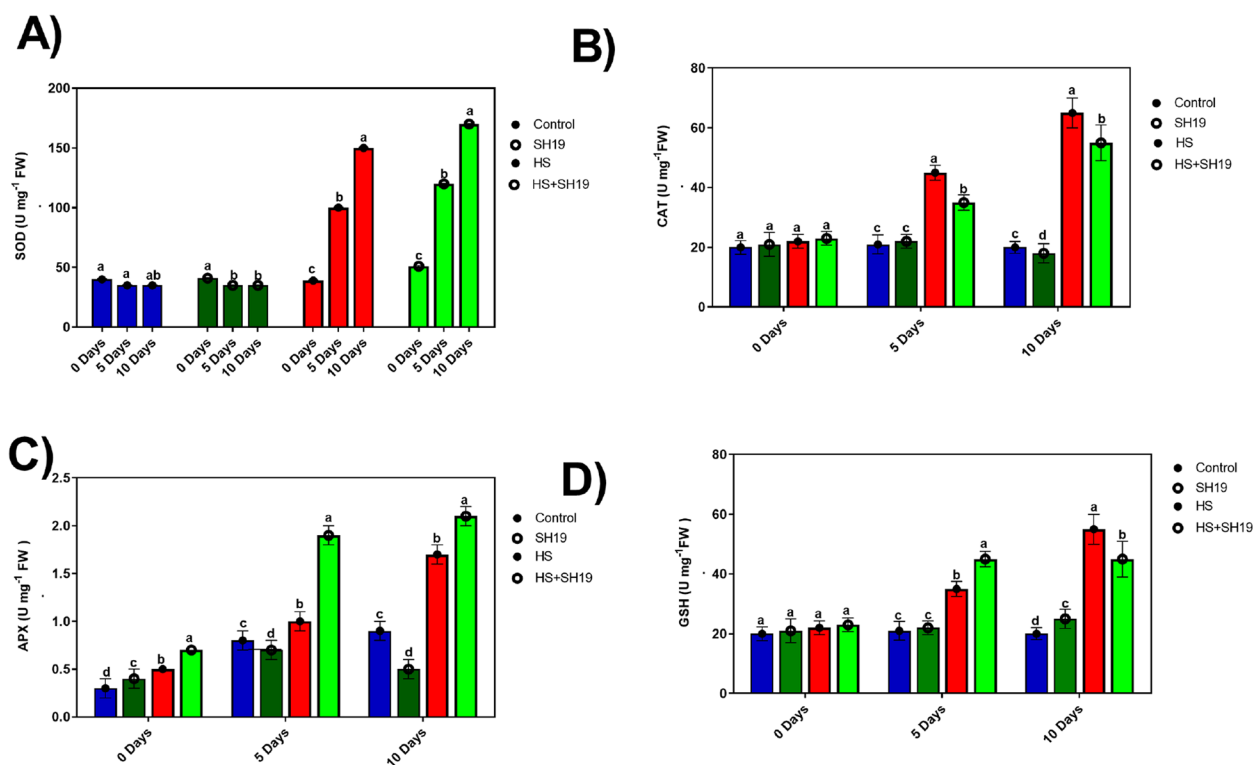 A)
SOD (U mg⁻¹ FW)
200
150
100
50
0
a a ab
a b b
c b a
c b a
0 Days 5 Days 10 Days 0 Days 5 Days 10 Days 0 Days 5 Days 10 Days 0 Days 5 Days 10 Days
Control
SH19
HS
HS+SH19
B)
CAT (U mg⁻¹FW)
80
60
40
20
0
a a a a
c c a b
c d a b
0 Days 5 Days 10 Days
Control
SH19
HS
HS+SH19
C)
APX (U mg⁻¹ FW )
2.5
2.0
1.5
1.0
0.5
0.0
d c b a
c d b a
c d b a
0 Days 5 Days 10 Days
Control
SH19
HS
HS+SH19
D)
GSH (U mg⁻¹FW )
80
60
40
20
0
a a a a
c c b a
d c a b
0 Days 5 Days 10 Days
Control
SH19
HS
HS+SH19